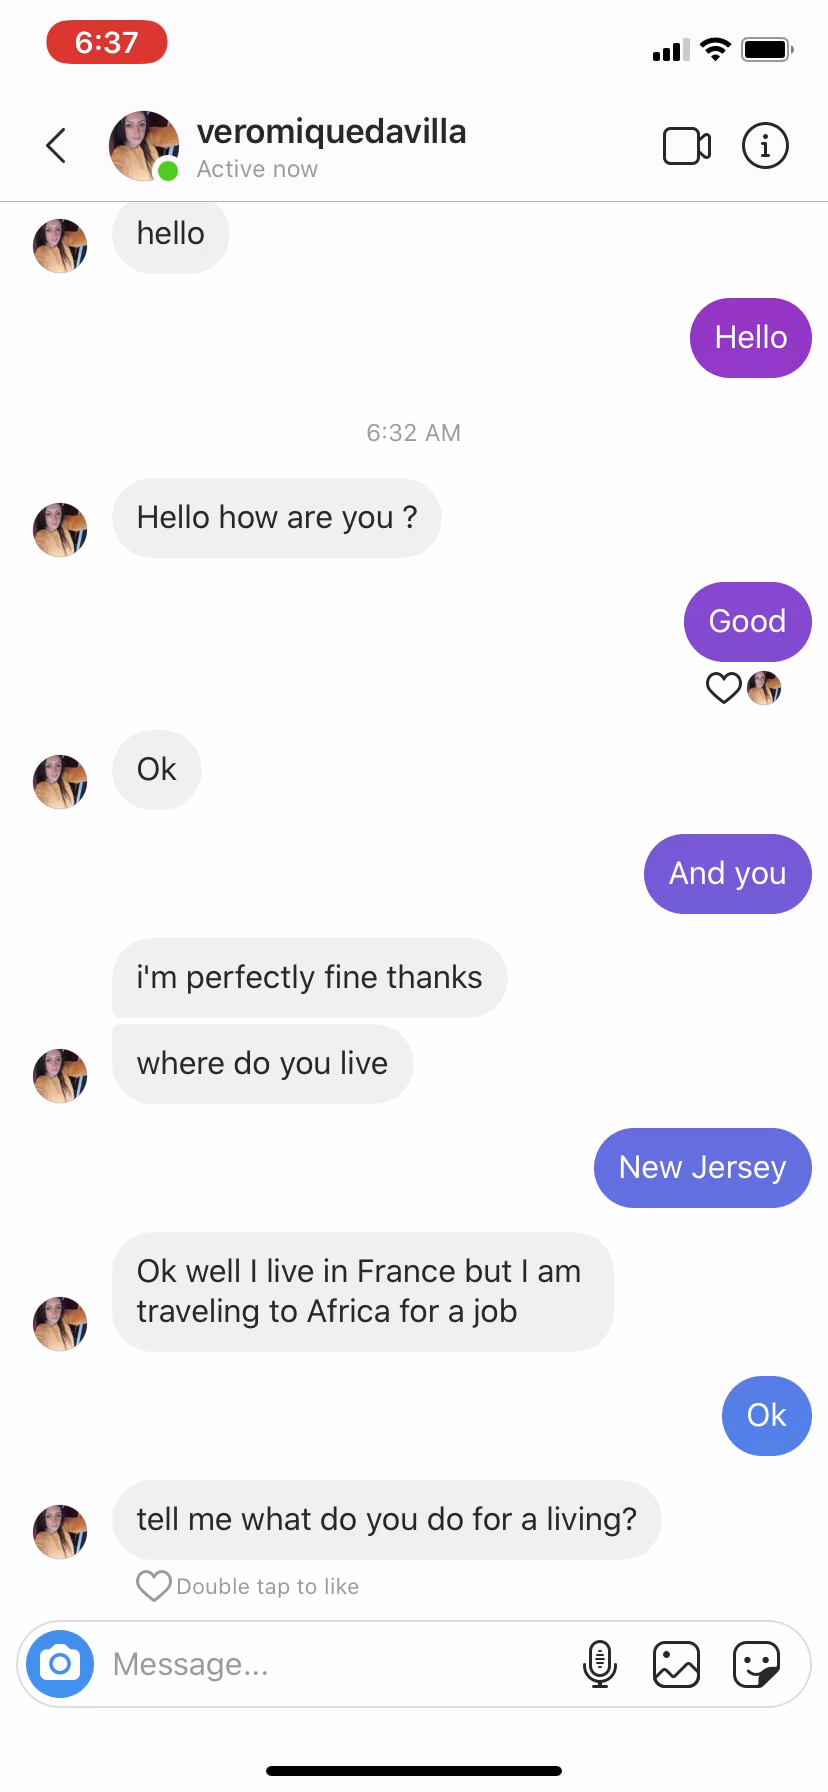 6:37
veromiquedavilla
Active now
hello
Hello
6:32 AM
Hello how are you ?
Good
Ok
And you
i'm perfectly fine thanks
where do you live
New Jersey
Ok well I live in France but I am
traveling to Africa for a job
Ok
tell me what do you do for a living?
Double tap to like
Message...